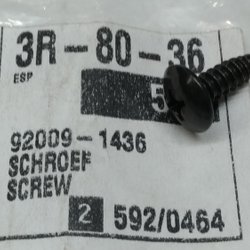 3R-80-36
ESP
5
92009-1436
SCHROEF
SCREW
2 592/0464